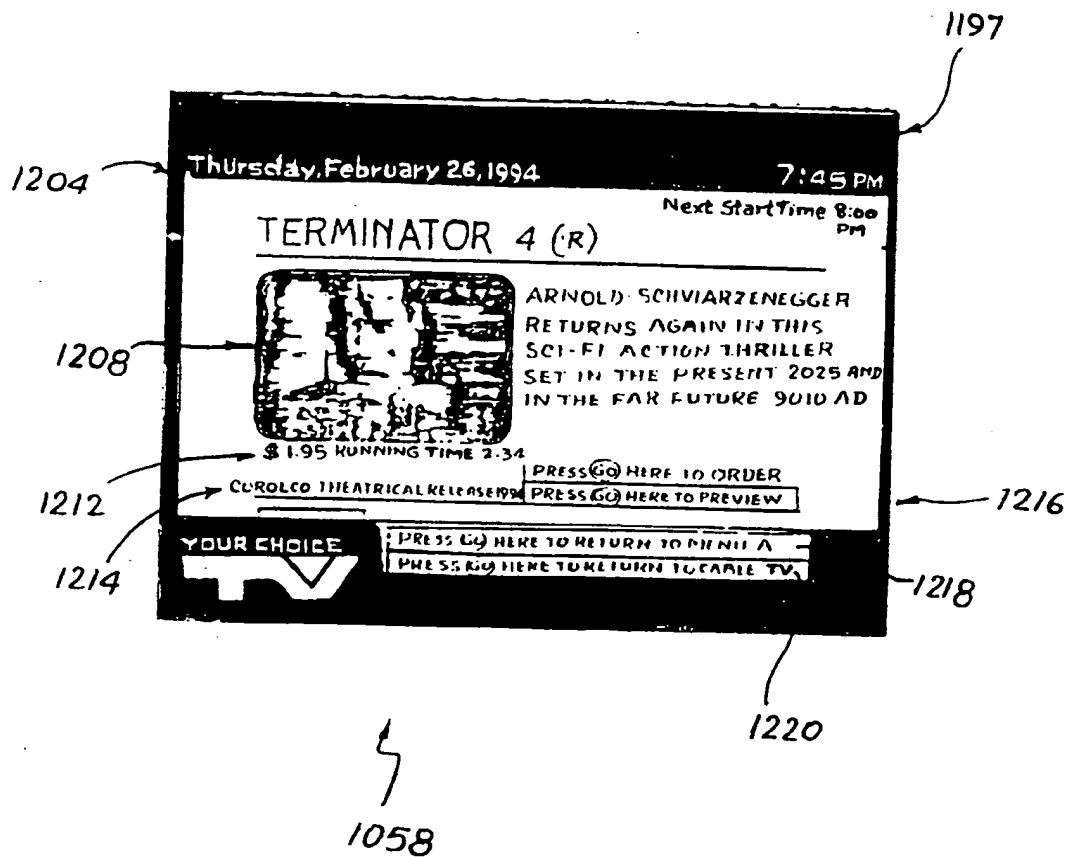 1197
1204
Thursday, February 26, 1994 7:45 PM
Next Start Time 8:00
PM
TERMINATOR 4 (R)
1208
ARNOLD SCHVIARZENEGGER
RETURNS AGAIN IN THIS
SCI-FI ACTION THRILLER
SET IN THE PRESENT 2025 AND
IN THE FAR FUTURE 9010 AD
$1.95 RUNNING TIME 2:34
1212
PRESS GO HERE TO ORDER
COROLCO THEATRICAL RELEASE 1994
PRESS GO HERE TO PREVIEW
1216
1214
YOUR CHOICE
TV
PRESS GO HERE TO RETURN TO MENU A
PRESS GO HERE TO RETURN TO CABLE TV
1218
1220
1058